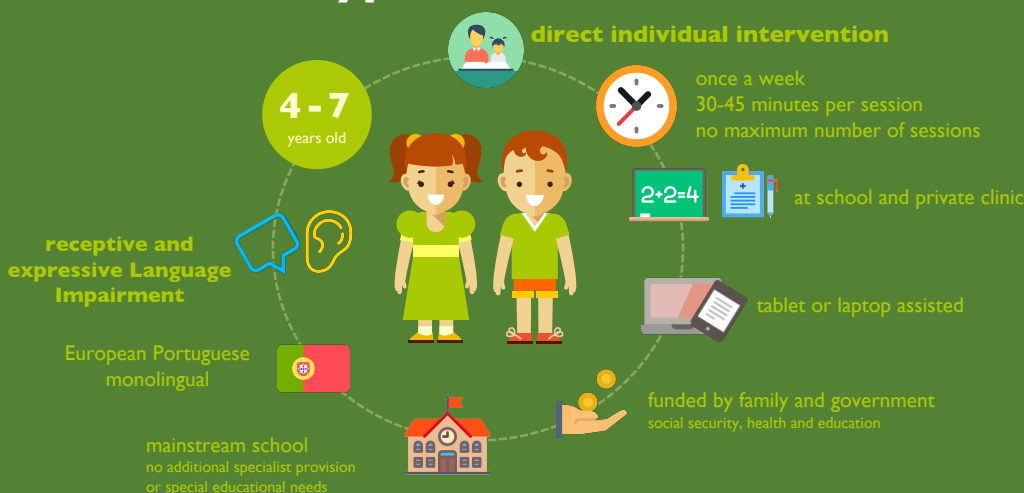 direct individual intervention
once a week
30-45 minutes per session
no maximum number of sessions
2+2=4
at school and private clinic
tablet or laptop assisted
funded by family and government
social security, health and education
mainstream school
no additional specialist provision
or special educational needs
European Portuguese
monolingual
receptive and
expressive Language
Impairment
4 - 7
years old